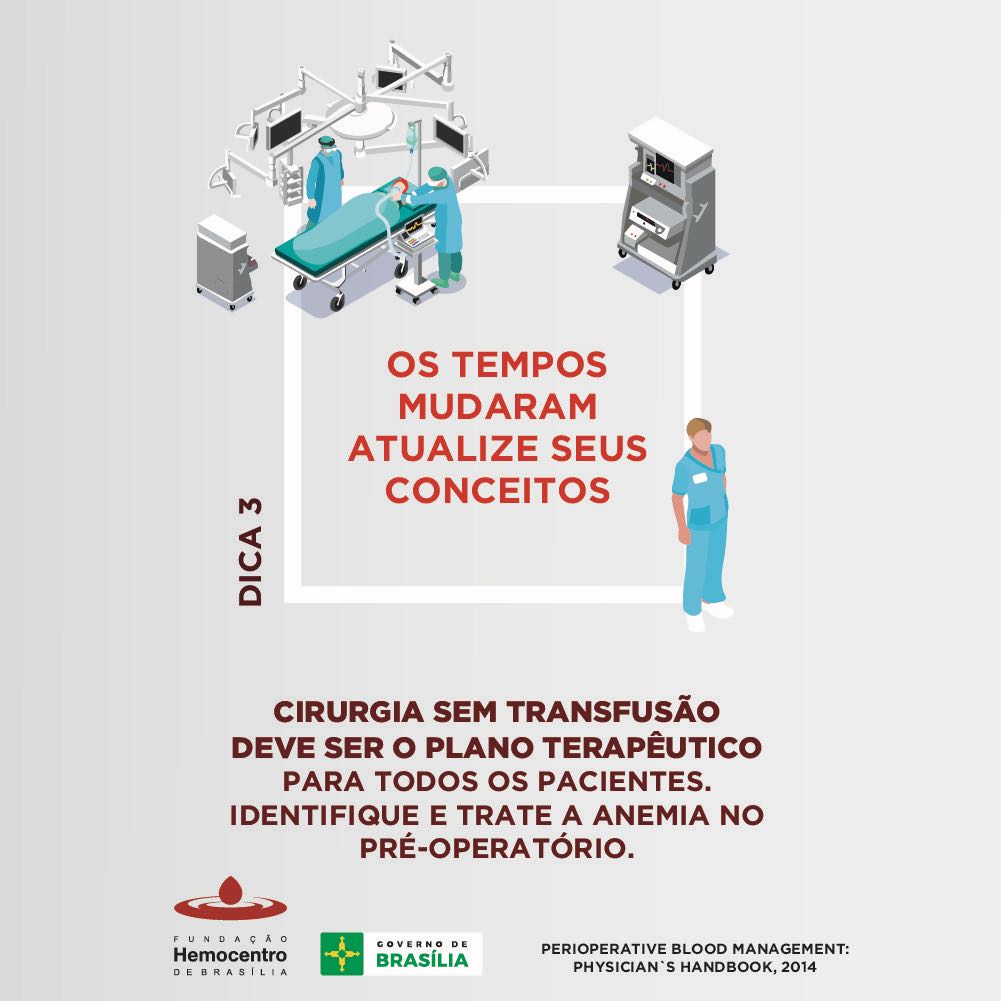 OS TEMPOS
MUDARAM
ATUALIZE SEUS
CONCEITOS
DICA 3
CIRURGIA SEM TRANSFUSÃO
DEVE SER O PLANO TERAPÊUTICO
PARA TODOS OS PACIENTES.
IDENTIFIQUE E TRATE A ANEMIA NO
PRÉ-OPERATÓRIO.
FUNDAÇÃO
Hemocentro
DE BRASÍLIA
GOVERNO DE
BRASÍLIA
PERIOPERATIVE BLOOD MANAGEMENT:
PHYSICIAN`S HANDBOOK, 2014